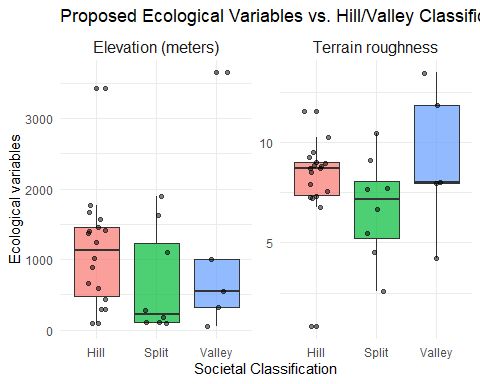 Proposed Ecological Variables vs. Hill/Valley Classific
Elevation (meters)
Terrain roughness
Ecological variables
3000
2000
1000
0
10
5
Hill
Split
Valley
Hill
Split
Valley
Societal Classification